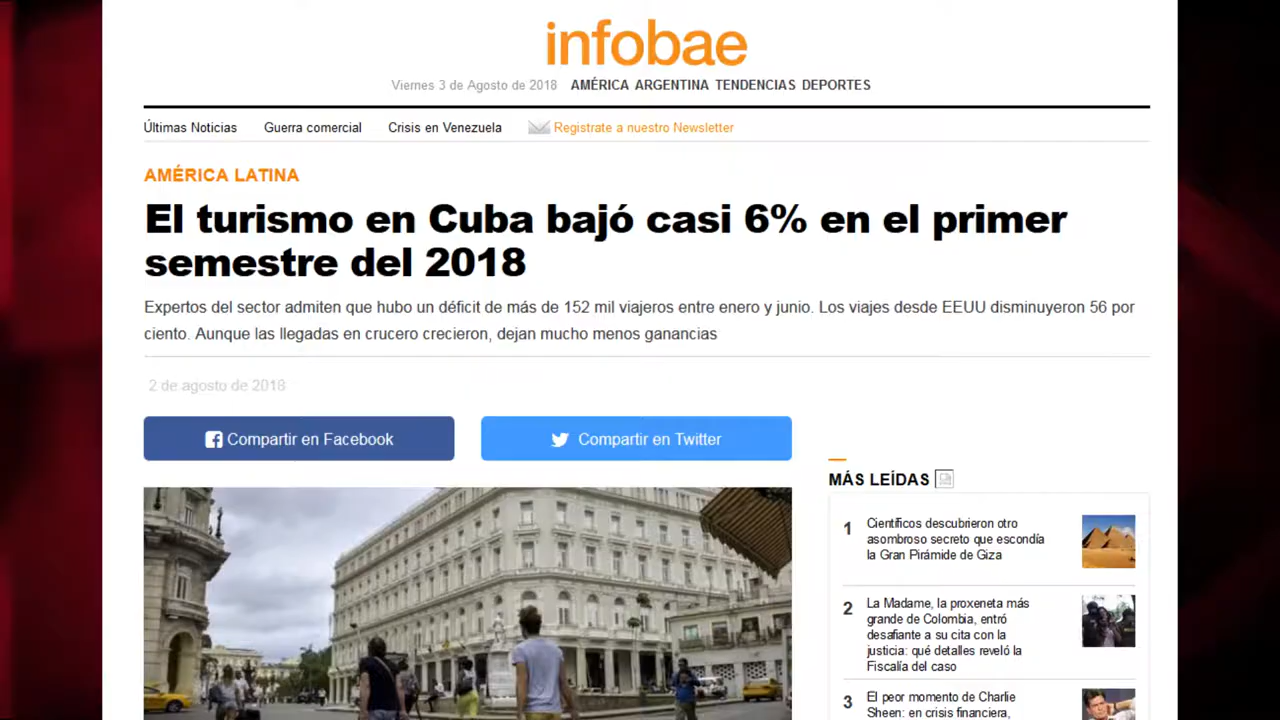 infobae
Viernes 3 de Agosto de 2018 AMÉRICA ARGENTINA TENDENCIAS DEPORTES
Últimas Noticias Guerra comercial Crisis en Venezuela Registrate a nuestro Newsletter
AMÉRICA LATINA
El turismo en Cuba bajó casi 6% en el primer
semestre del 2018
Expertos del sector admiten que hubo un déficit de más de 152 mil viajeros entre enero y junio. Los viajes desde EEUU disminuyeron 56 por
ciento. Aunque las llegadas en crucero crecieron, dejan mucho menos ganancias
2 de agosto de 2018
Compartir en Facebook Compartir en Twitter
MÁS LEÍDAS
1 Científicos descubrieron otro
asombroso secreto que escondía
la Gran Pirámide de Giza
2 La Madame, la proxeneta más
grande de Colombia, entró
desafiante a su cita con la
justicia: qué detalles reveló la
Fiscalía del caso
3 El peor momento de Charlie
Sheen: en crisis financiera,